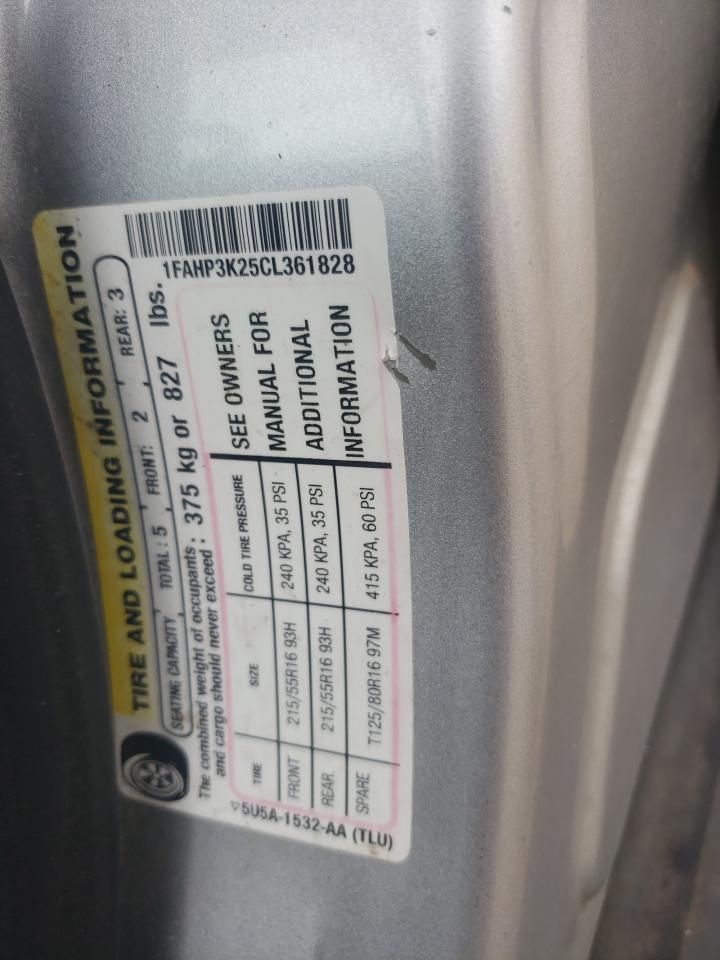 TIRE AND LOADING INFORMATION
SEATING CAPACITY TOTAL : 5 FRONT: 2 REAR: 3
The combined weight of occupants and cargo should never exceed : 375 kg or 827 lbs.
1FAHP3K25CL361828
TIRE SIZE COLD TIRE PRESSURE
FRONT 215/55R16 93H 240 KPA, 35 PSI
REAR 215/55R16 93H 240 KPA, 35 PSI
SPARE T125/80R16 97M 415 KPA, 60 PSI
SEE OWNERS
MANUAL FOR
ADDITIONAL
INFORMATION
5U5A-1532-AA (TLU)